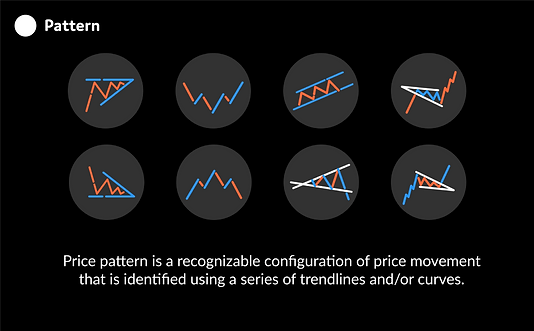 Pattern
Price pattern is a recognizable configuration of price movement
that is identified using a series of trendlines and/or curves.